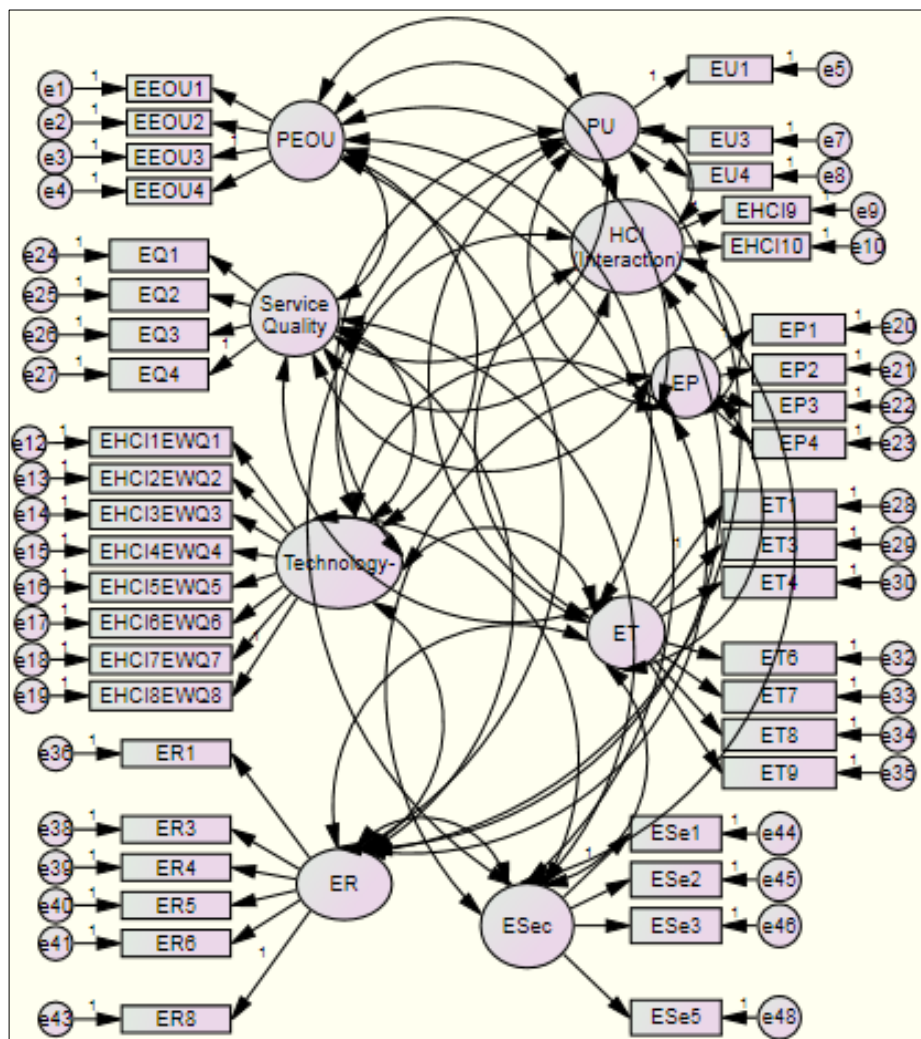 e1 1 EEOU1
e2 1 EEOU2
e3 1 EEOU3 1
e4 1 EEOU4
PEOU
PU
1 EU1 1 e5
EU3 1 e7
EU4 1 e8
HCI
(Interaction)
1 EHCI9 1 e9
EHCI10 1 e10
e24 1 EQ1
e25 1 EQ2
e26 1 EQ3
e27 1 EQ4 1
Service
Quality
EP
EP1 1 e20
EP2 1 e21
EP3 1 e22
EP4 1 e23
e12 1 EHCI1EWQ1
e13 1 EHCI2EWQ2
e14 1 EHCI3EWQ3
e15 1 EHCI4EWQ4
e16 1 EHCI5EWQ5
e17 1 EHCI6EWQ6
e18 1 EHCI7EWQ7 1
e19 1 EHCI8EWQ8
Technology-
ET
1 ET1 1 e28
ET3 1 e29
ET4 1 e30
ET6 1 e32
ET7 1 e33
ET8 1 e34
ET9 1 e35
e36 1 ER1
e38 1 ER3
e39 1 ER4
e40 1 ER5
e41 1 ER6
e43 1 ER8 1
ER
ESec
1 ESe1 1 e44
ESe2 1 e45
ESe3 1 e46
ESe5 1 e48